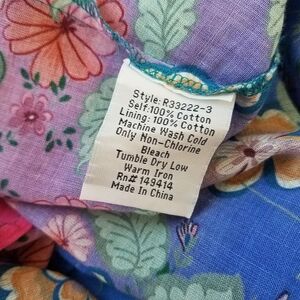 Style: R33222-3
Self:100% Cotton
Lining: 100% Cotton
Machine Wash Cold
Only Non-Chlorine
Bleach
Tumble Dry Low
Warm Iron
Rn# 149414
Made In China